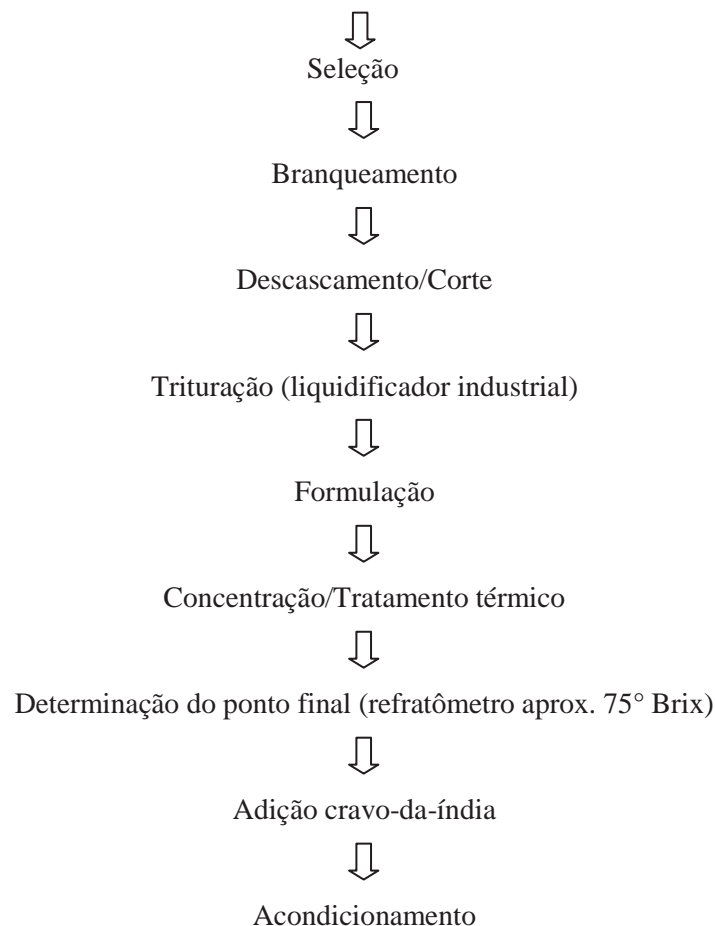 Seleção
Branqueamento
Descascamento/Corte
Trituração (liquidificador industrial)
Formulação
Concentração/Tratamento térmico
Determinação do ponto final (refratômetro aprox. 75° Brix)
Adição cravo-da-índia
Acondicionamento